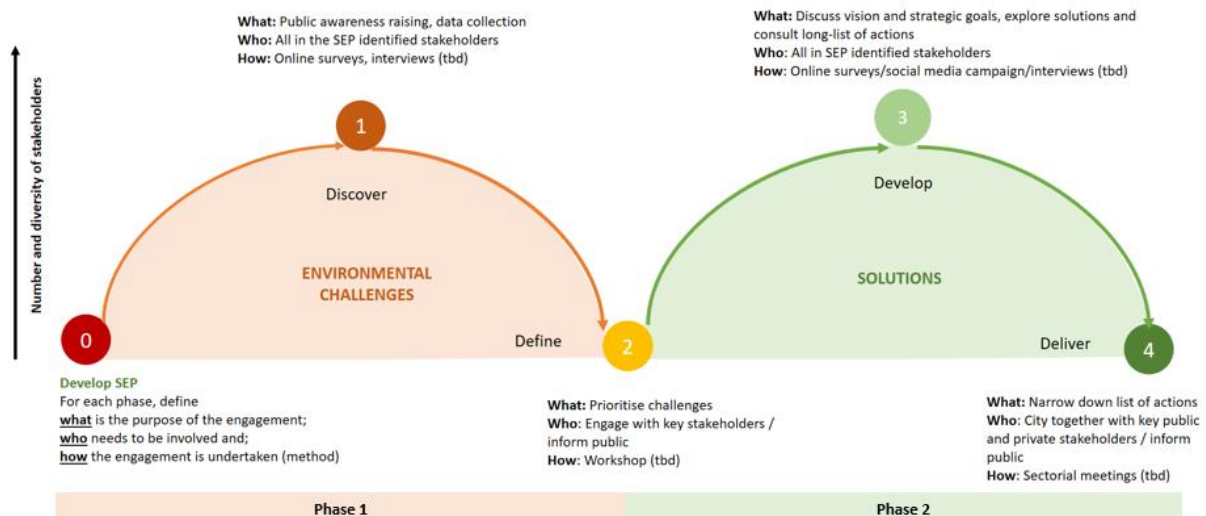 What: Public awareness raising, data collection
Who: All in the SEP identified stakeholders
How: Online surveys, interviews (tbd)
What: Discuss vision and strategic goals, explore solutions and
consult long-list of actions
Who: All in SEP identified stakeholders
How: Online surveys/social media campaign/interviews (tbd)
Number and diversity of stakeholders
1
Discover
ENVIRONMENTAL
CHALLENGES
3
Develop
SOLUTIONS
0
Define
2
Deliver
4
Develop SEP
For each phase, define
what is the purpose of the engagement;
who needs to be involved and;
how the engagement is undertaken (method)
What: Prioritise challenges
Who: Engage with key stakeholders /
inform public
How: Workshop (tbd)
What: Narrow down list of actions
Who: City together with key public
and private stakeholders / inform
public
How: Sectorial meetings (tbd)
Phase 1
Phase 2